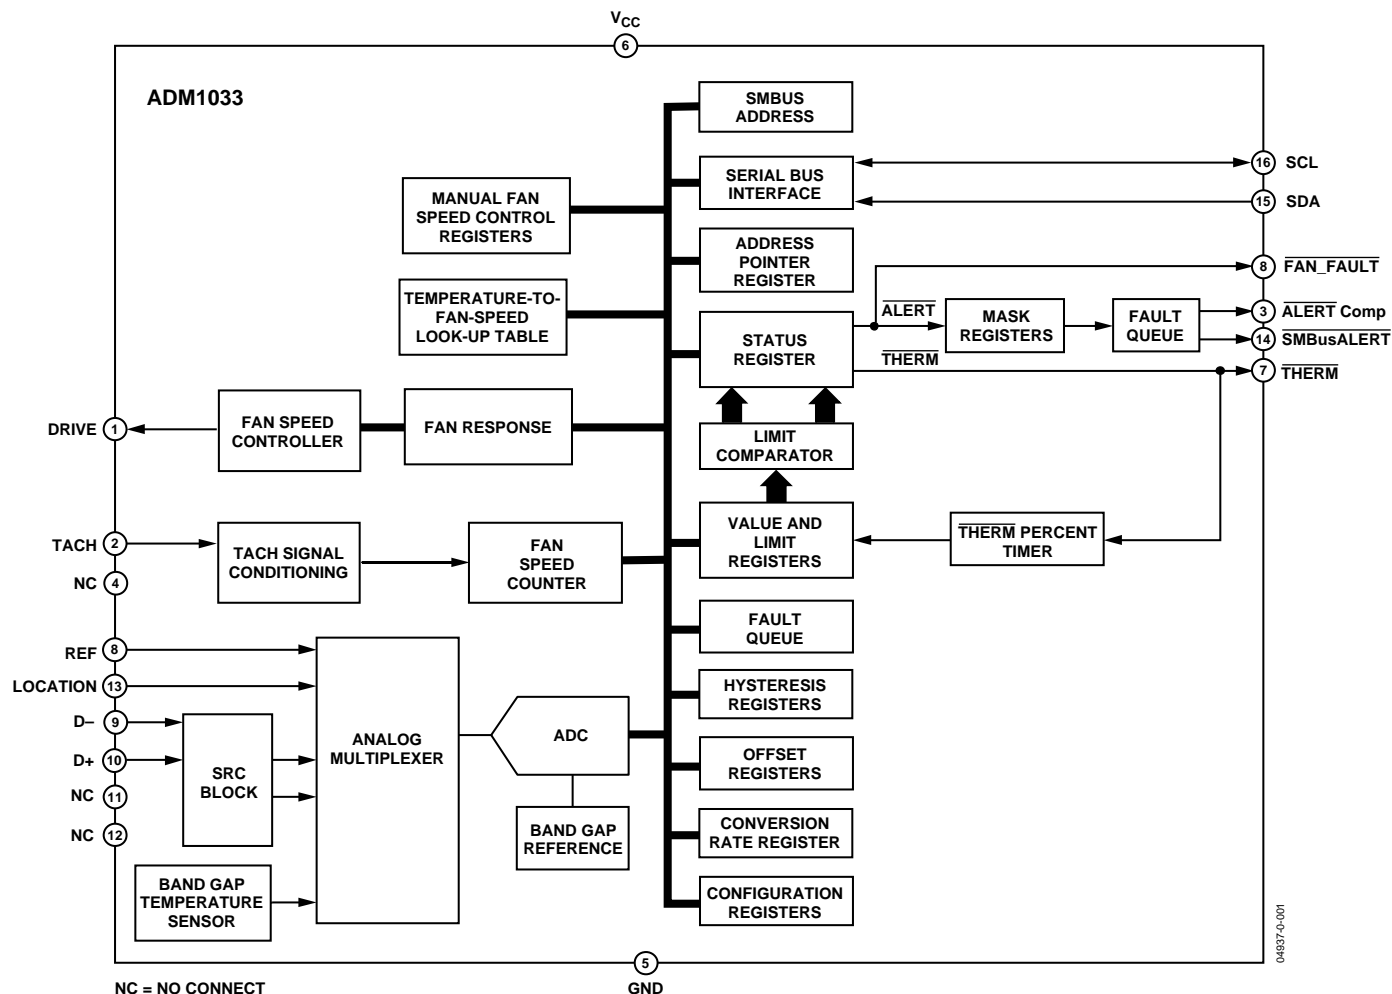 VCC
6
ADM1033
SMBUS
ADDRESS
SERIAL BUS
INTERFACE
16 SCL
15 SDA
MANUAL FAN
SPEED CONTROL
REGISTERS
ADDRESS
POINTER
REGISTER
8 FAN_FAULT
TEMPERATURE-TO-
FAN-SPEED
LOOK-UP TABLE
STATUS
REGISTER
ALERT
THERM
MASK
REGISTERS
FAULT
QUEUE
3 ALERT Comp
14 SMBusALERT
7 THERM
DRIVE 1
FAN SPEED
CONTROLLER
FAN RESPONSE
LIMIT
COMPARATOR
TACH 2
NC 4
TACH SIGNAL
CONDITIONING
FAN
SPEED
COUNTER
VALUE AND
LIMIT
REGISTERS
THERM PERCENT
TIMER
FAULT
QUEUE
REF 8
LOCATION 13
D– 9
D+ 10
NC 11
NC 12
SRC
BLOCK
ANALOG
MULTIPLEXER
ADC
BAND GAP
REFERENCE
HYSTERESIS
REGISTERS
OFFSET
REGISTERS
CONVERSION
RATE REGISTER
CONFIGURATION
REGISTERS
BAND GAP
TEMPERATURE
SENSOR
5
GND
NC = NO CONNECT
04937-0-001